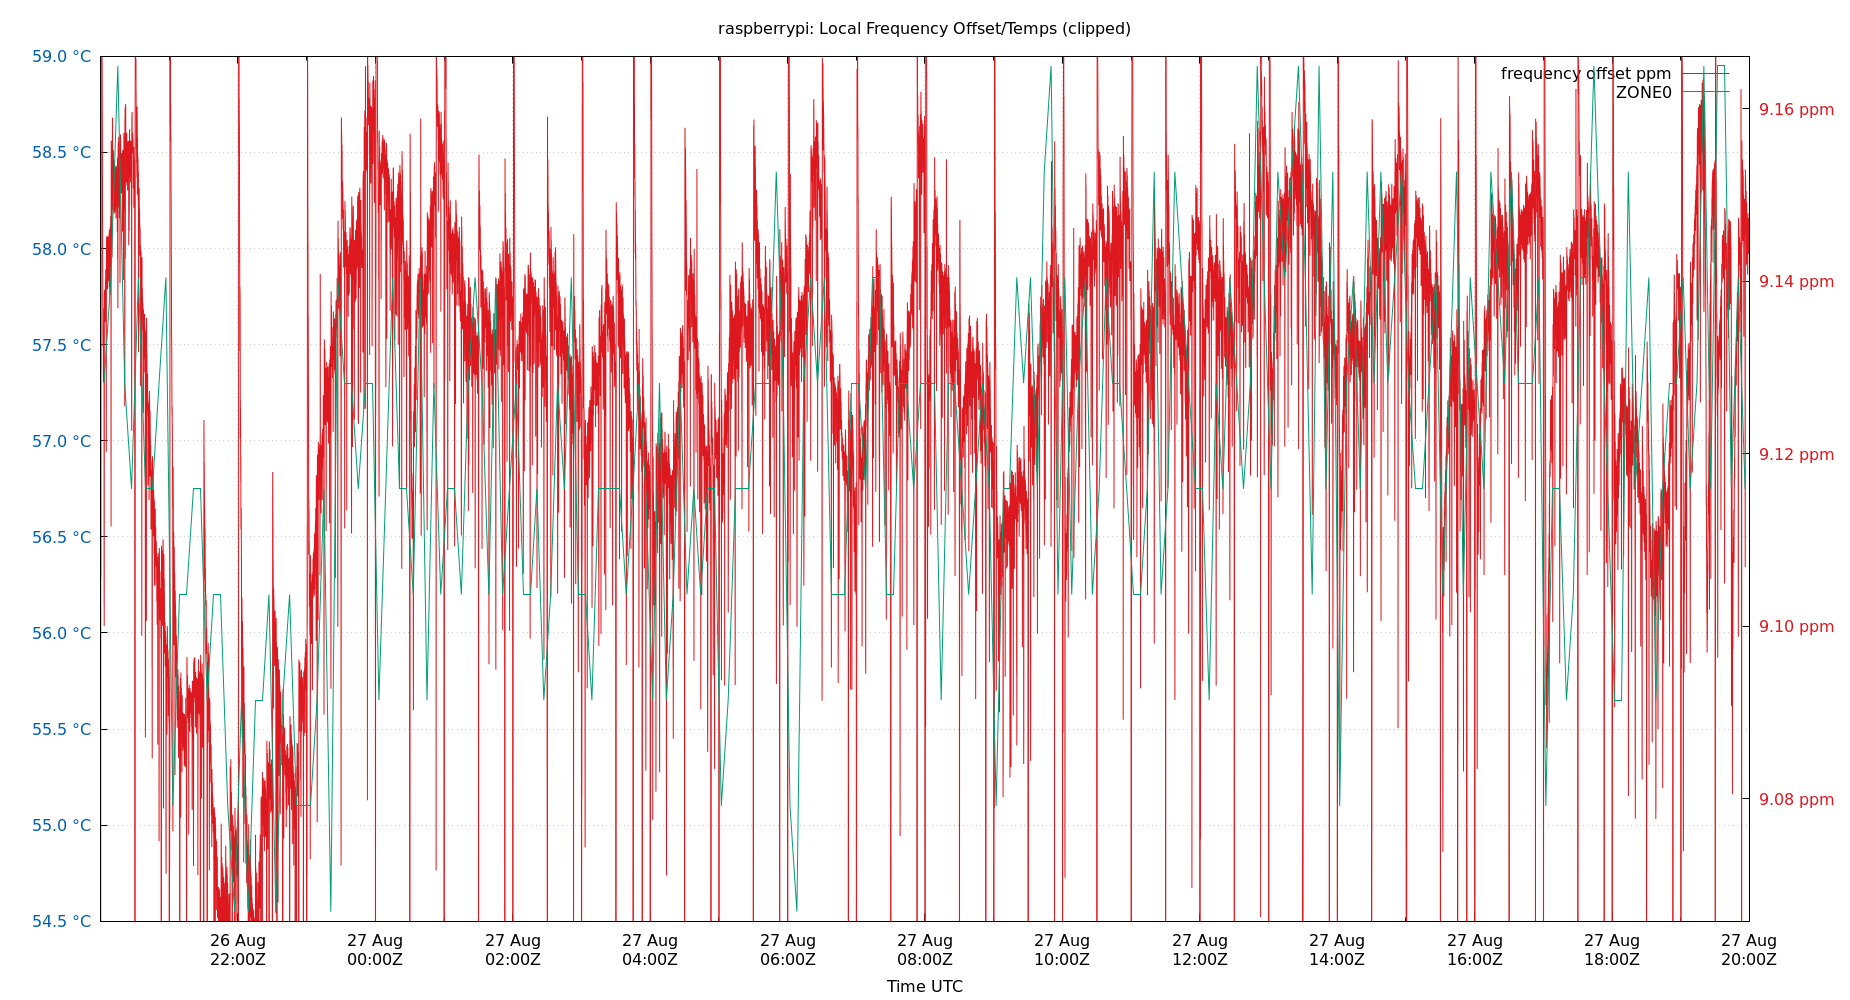 raspberrypi: Local Frequency Offset/Temps (clipped)
59.0 °C
58.5 °C
58.0 °C
57.5 °C
57.0 °C
56.5 °C
56.0 °C
55.5 °C
55.0 °C
54.5 °C
frequency offset ppm
ZONE0
9.16 ppm
9.14 ppm
9.12 ppm
9.10 ppm
9.08 ppm
26 Aug 27 Aug 27 Aug 27 Aug 27 Aug 27 Aug 27 Aug 27 Aug 27 Aug 27 Aug 27 Aug 27 Aug
22:00Z 00:00Z 02:00Z 04:00Z 06:00Z 08:00Z 10:00Z 12:00Z 14:00Z 16:00Z 18:00Z 20:00Z
Time UTC